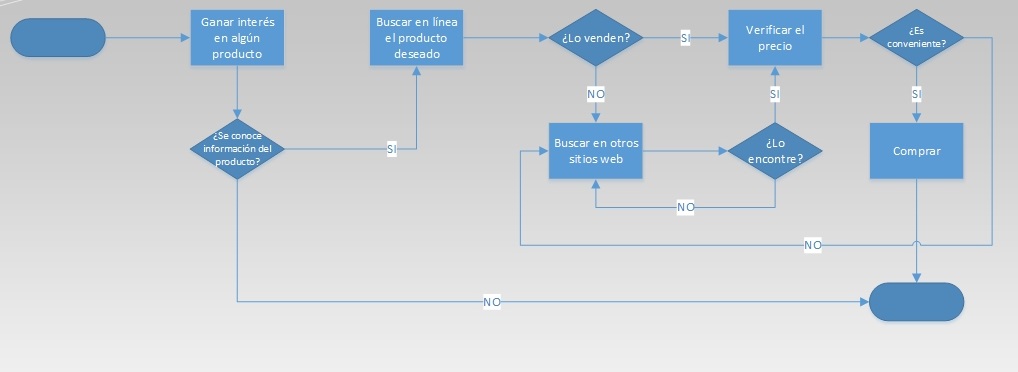 Ganar interés
en algún
producto
¿Se conoce
información del
producto?
SI
Buscar en línea
el producto
deseado
¿Lo venden?
SI
NO
Buscar en otros
sitios web
¿Lo
encontre?
SI
NO
Verificar el
precio
¿Es
conveniente?
SI
NO
Comprar
NO